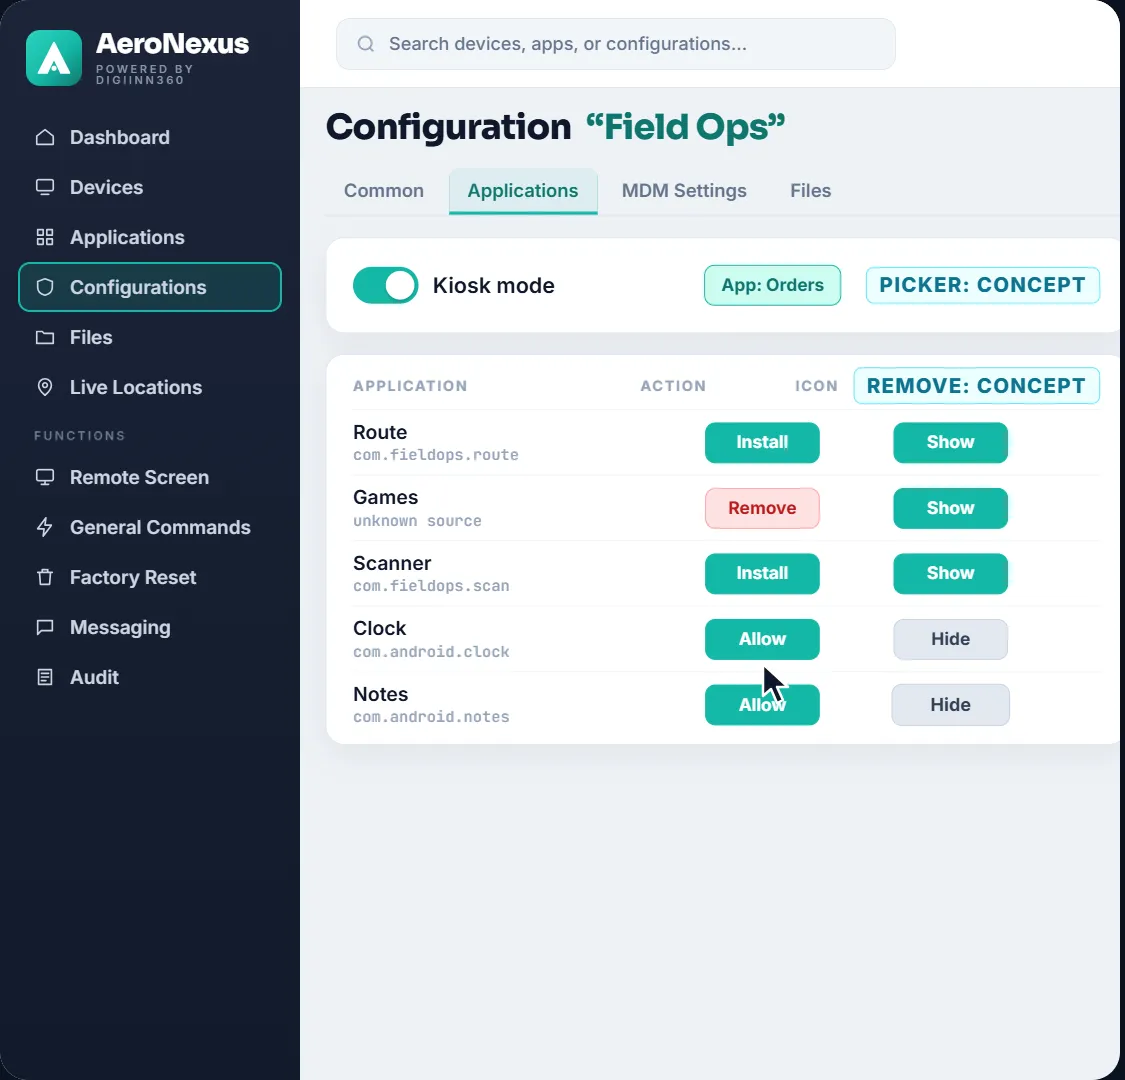 AeroNexus
POWERED BY
DIGIINN360
Search devices, apps, or configurations...
Dashboard
Devices
Applications
Configurations
Files
Live Locations
FUNCTIONS
Remote Screen
General Commands
Factory Reset
Messaging
Audit
Configuration “Field Ops”
Common Applications MDM Settings Files
Kiosk mode App: Orders PICKER: CONCEPT
APPLICATION ACTION ICON REMOVE: CONCEPT
Route Install Show
com.fieldops.route
Games Remove Show
unknown source
Scanner Install Show
com.fieldops.scan
Clock Allow Hide
com.android.clock
Notes Allow Hide
com.android.notes